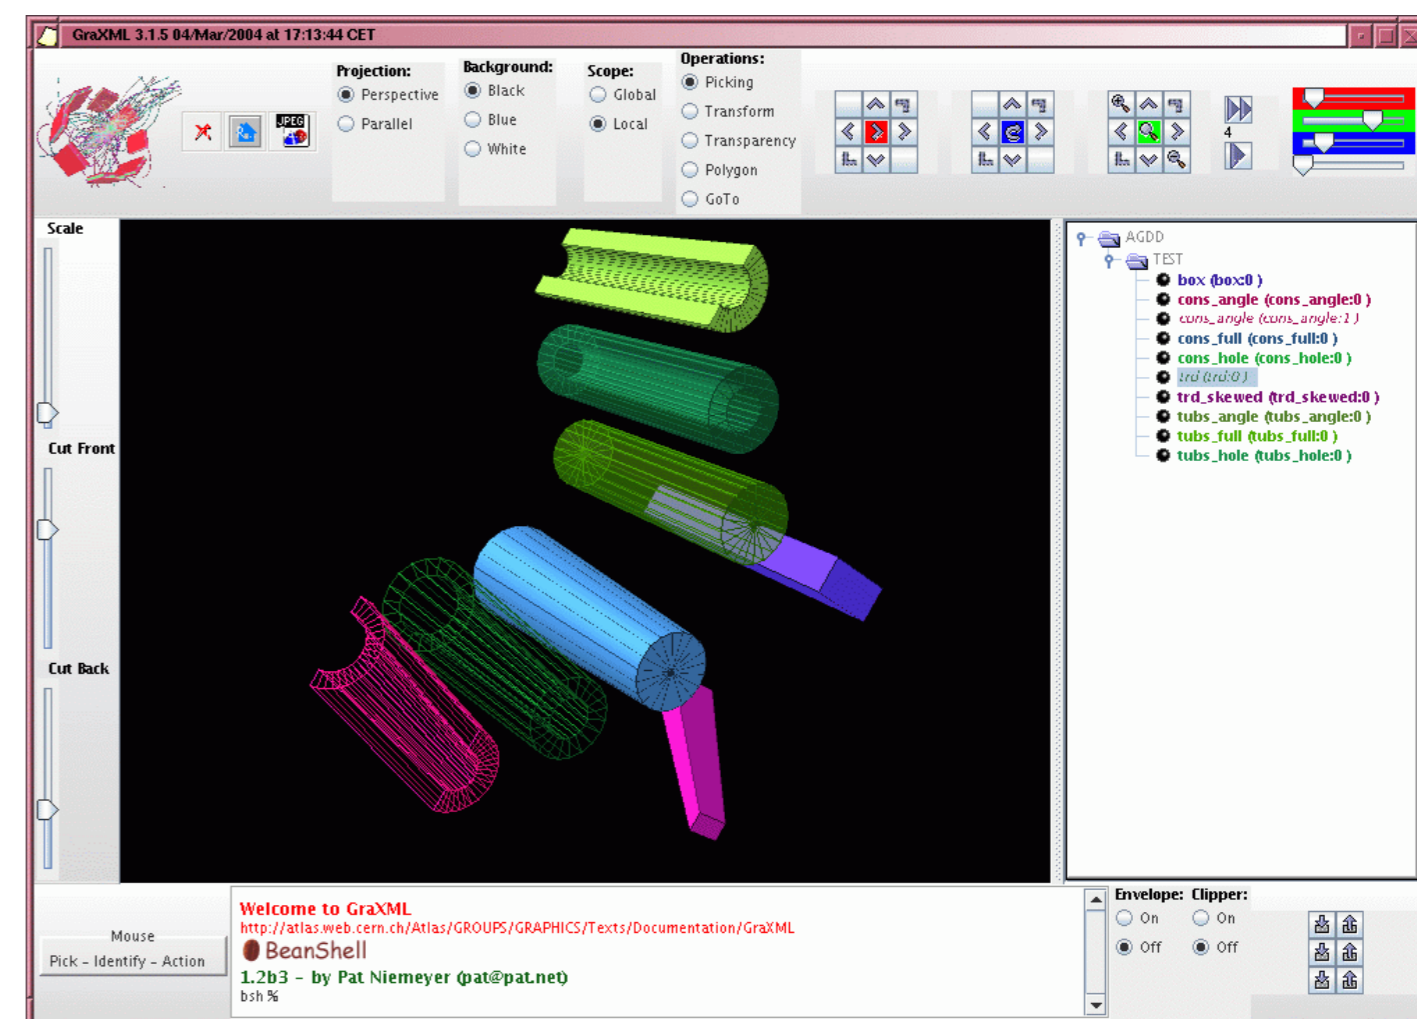 GraXML 3.1.5 04/Mar/2004 at 17:13:44 CET
JPEG
Projection:
Perspective
Parallel
Background:
Black
Blue
White
Scope:
Global
Local
Operations:
Picking
Transform
Transparency
Polygon
GoTo
4
Scale
Cut Front
Cut Back
AGDD
TEST
box (box:0 )
cons_angle (cons_angle:0 )
cons_angle (cons_angle:1 )
cons_full (cons_full:0 )
cons_hole (cons_hole:0 )
trd (trd:0 )
trd_skewed (trd_skewed:0 )
tubs_angle (tubs_angle:0 )
tubs_full (tubs_full:0 )
tubs_hole (tubs_hole:0 )
Mouse
Pick - Identify - Action
Welcome to GraXML
http://atlas.web.cern.ch/Atlas/GROUPS/GRAPHICS/Texts/Documentation/GraXML
BeanShell
1.2b3 - by Pat Niemeyer (pat@pat.net)
bsh %
Envelope:
On
Off
Clipper:
On
Off